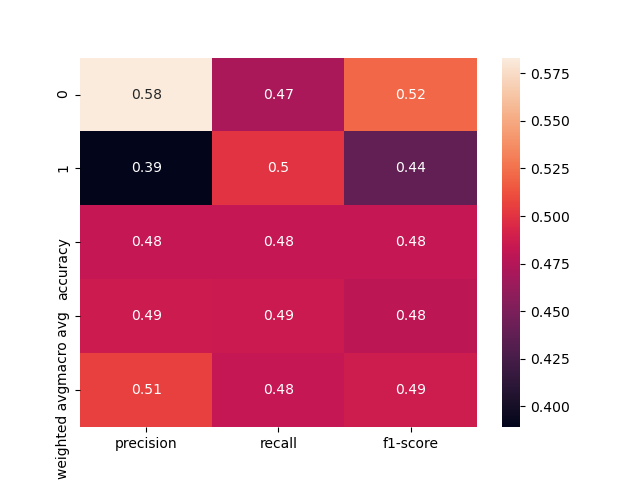 0 0.58 0.47 0.52
1 0.39 0.5 0.44
accuracy 0.48 0.48 0.48
macro avg 0.49 0.49 0.48
weighted avg 0.51 0.48 0.49
precision recall f1-score
0.575
0.550
0.525
0.500
0.475
0.450
0.425
0.400